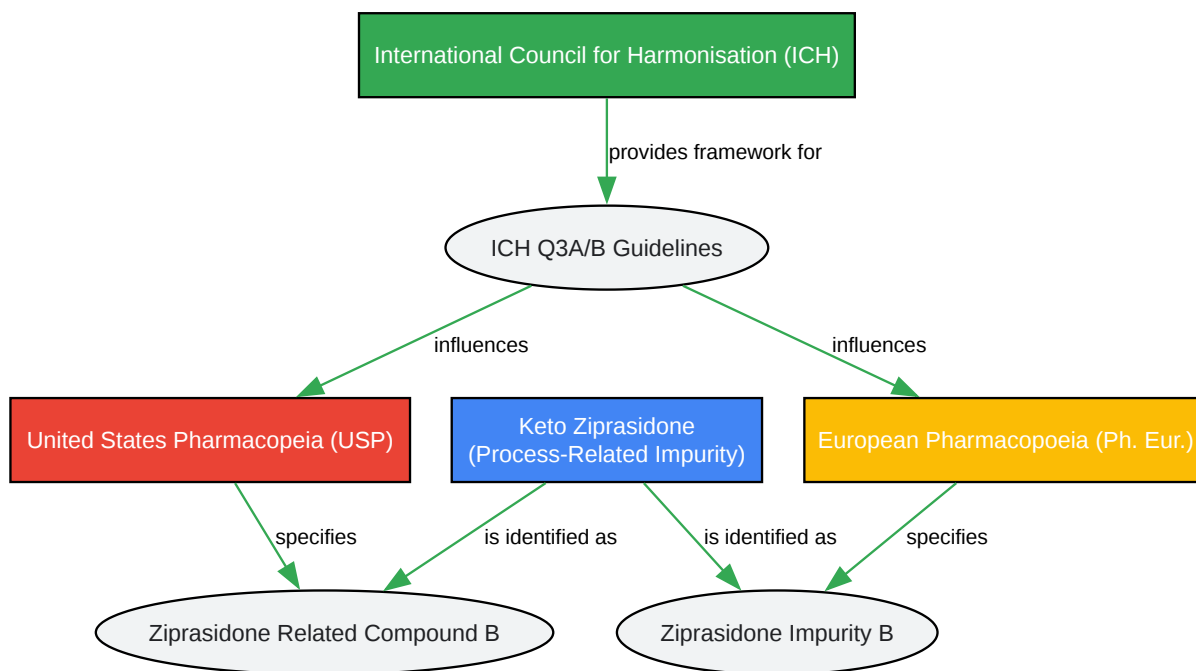 International Council for Harmonisation (ICH)
provides framework for
ICH Q3A/B Guidelines
influences
influences
United States Pharmacopeia (USP)
Keto Ziprasidone
(Process-Related Impurity)
European Pharmacopoeia (Ph. Eur.)
specifies
is identified as
is identified as
specifies
Ziprasidone Related Compound B
Ziprasidone Impurity B